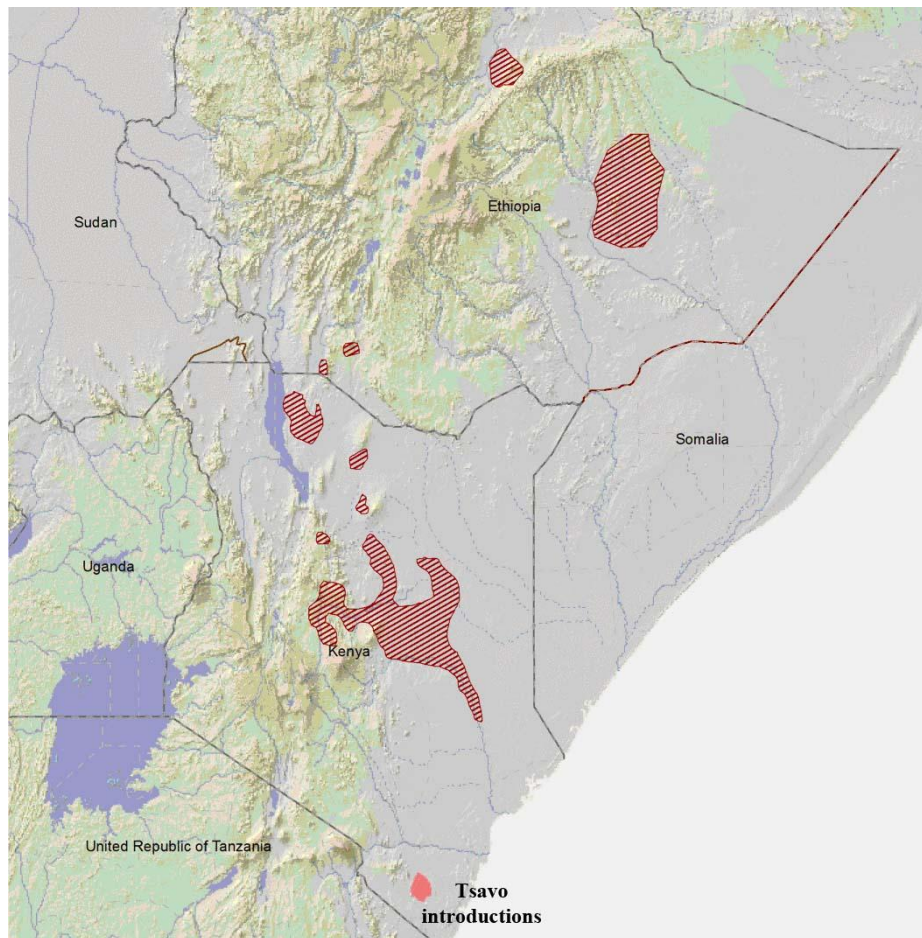 Ethiopia
Sudan
Somalia
Uganda
Kenya
United Republic of Tanzania
Tsavo
introductions